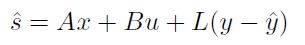 ŝ = Ax + Bu + L(y − ŷ)